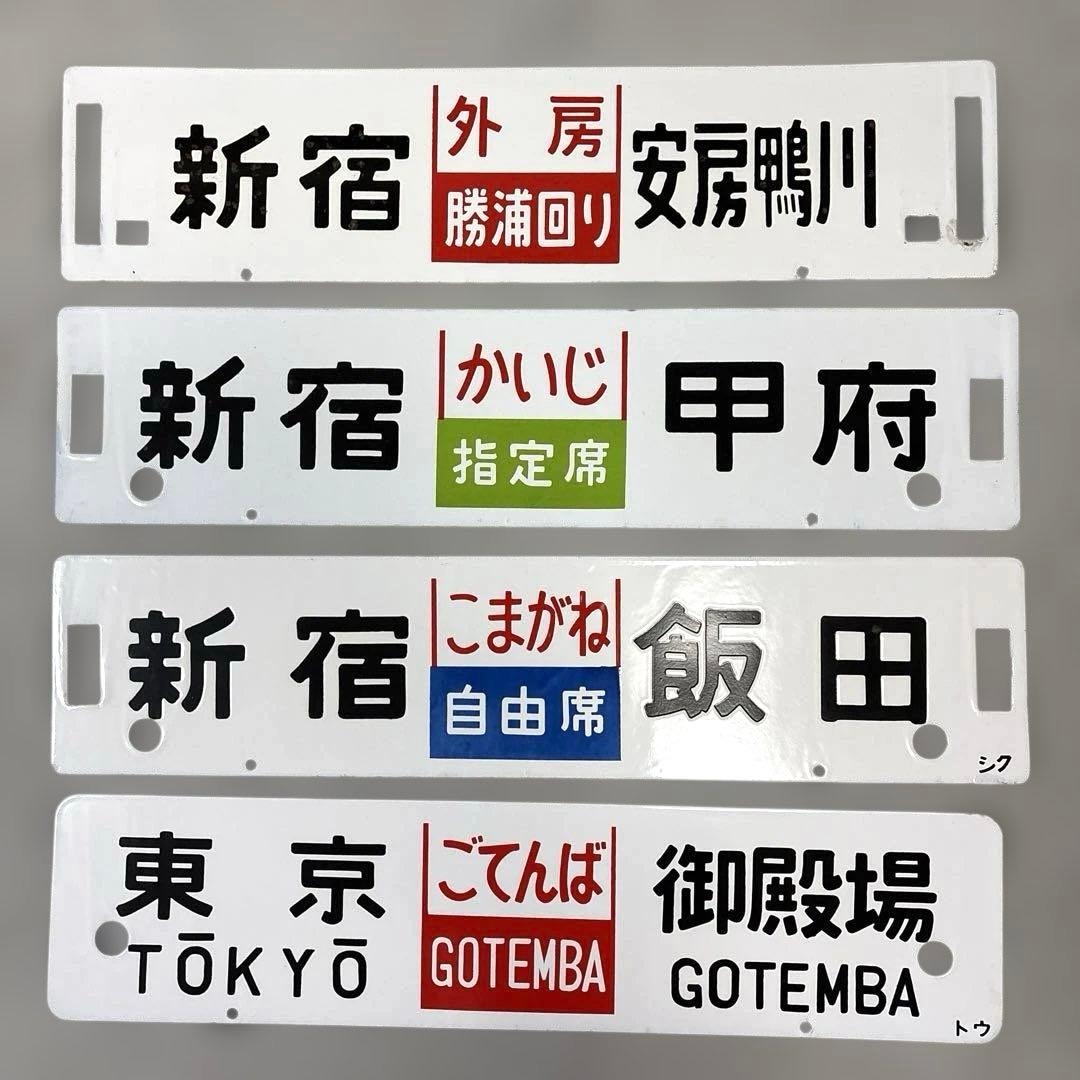 新宿 外房 安房鴨川
勝浦回り
新宿 かいじ 甲府
指定席
新宿 こまがね 飯田
自由席
シク
東京 ごてんば 御殿場
TŌKYŌ GOTEMBA GOTEMBA
トウ